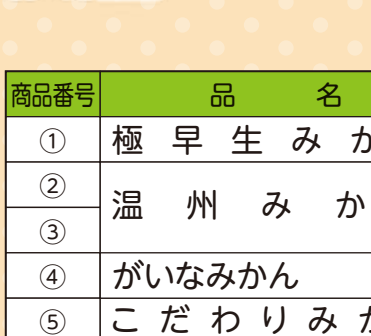 商品番号 品名
① 極早生みか
②
温州みか
③
④ がいなみかん
⑤ こだわりみか